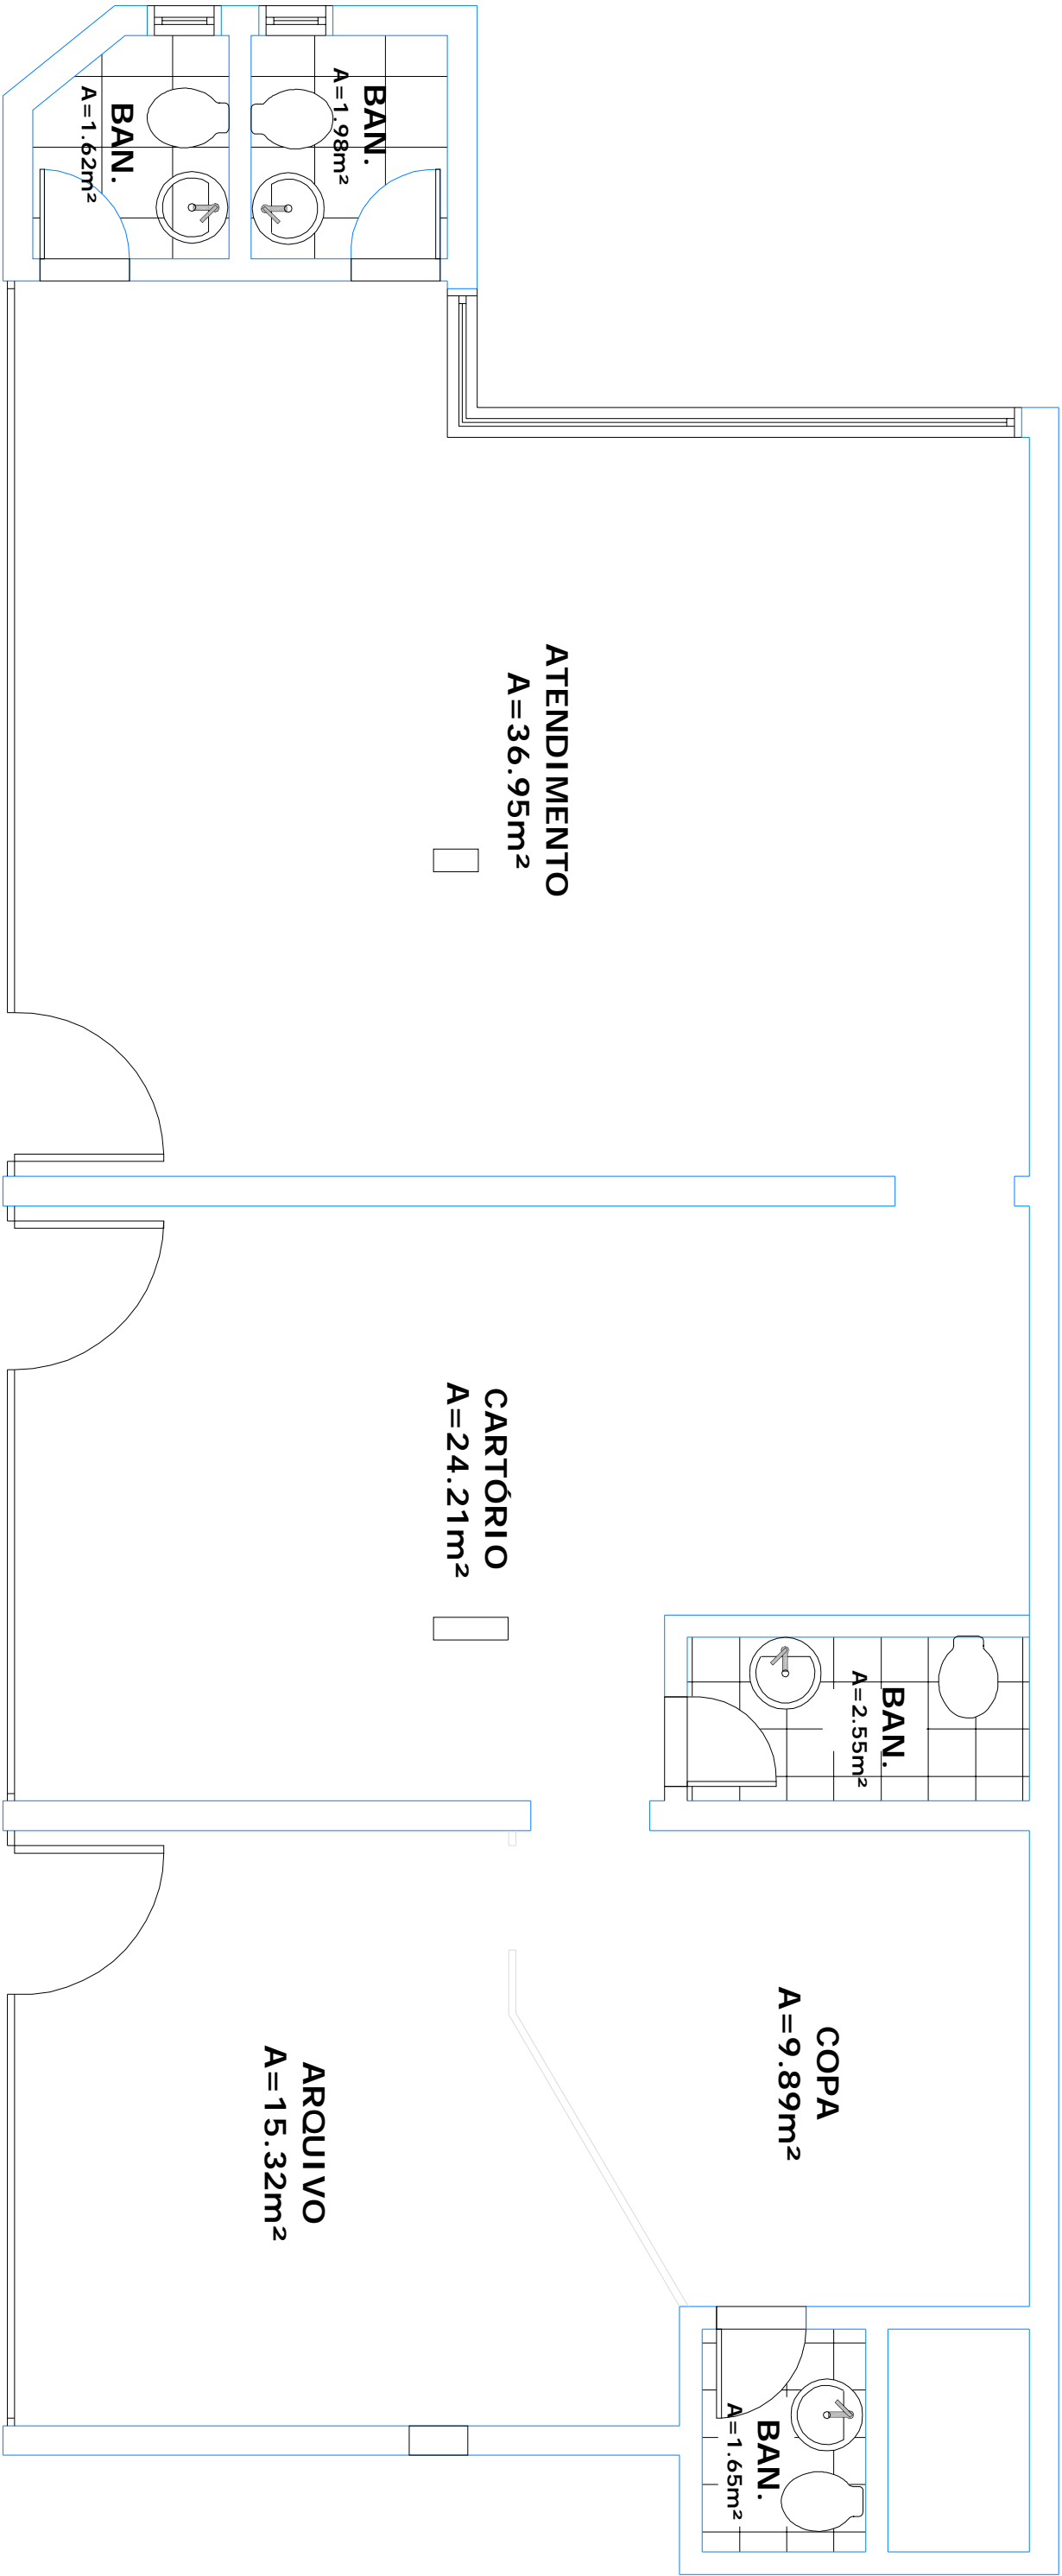 BAN.
A=1.98m²
BAN.
A=1.62m²
ATENDIMENTO
A=36.95m²
CARTÓRIO
A=24.21m²
BAN.
A=2.55m²
COPA
A=9.89m²
ARQUIVO
A=15.32m²
BAN.
A=1.65m²